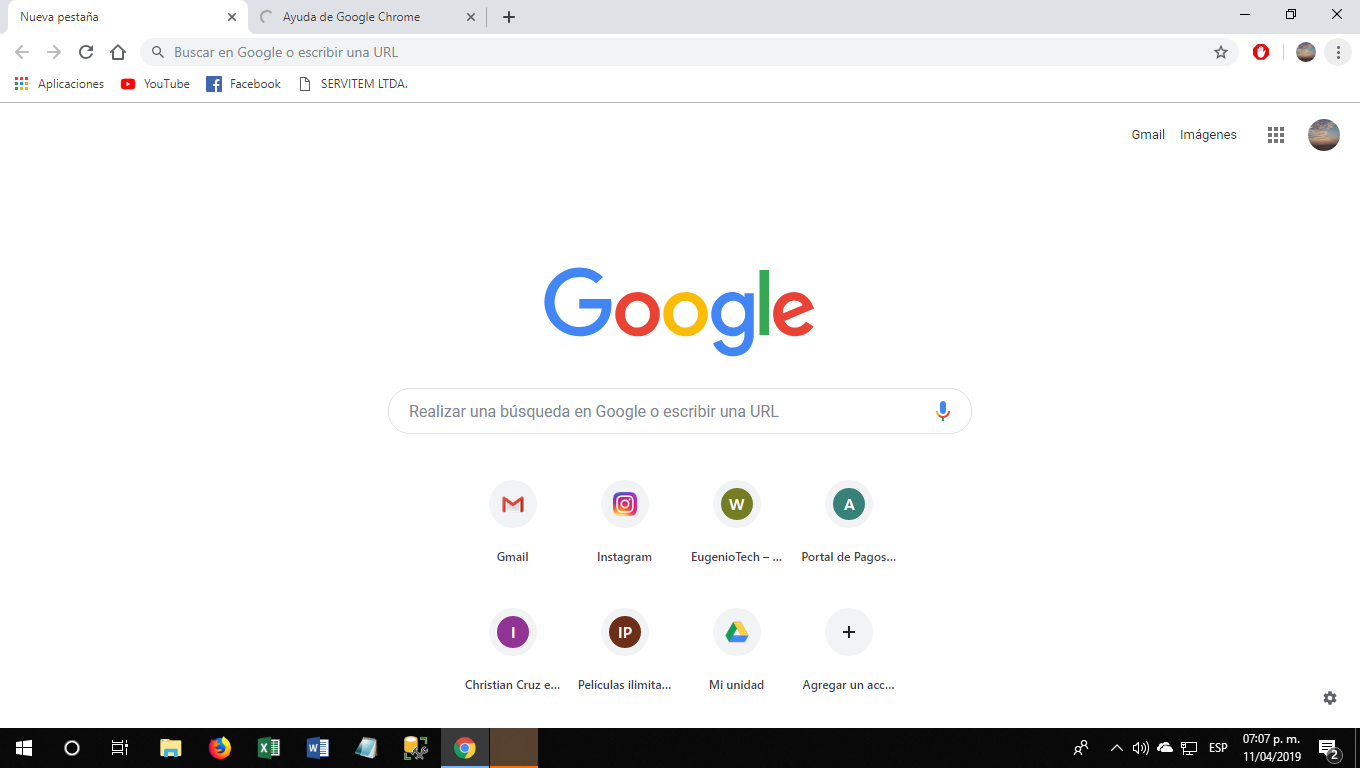 Nueva pestaña
Ayuda de Google Chrome
Buscar en Google o escribir una URL
Aplicaciones
YouTube
Facebook
SERVITEM LTDA.
Gmail Imágenes
Google
Realizar una búsqueda en Google o escribir una URL
W A
Gmail Instagram EugenioTech – ... Portal de Pagos...
I IP
Christian Cruz e... Películas ilimita... Mi unidad Agregar un acc...
ESP
07:07 p. m.
11/04/2019
2